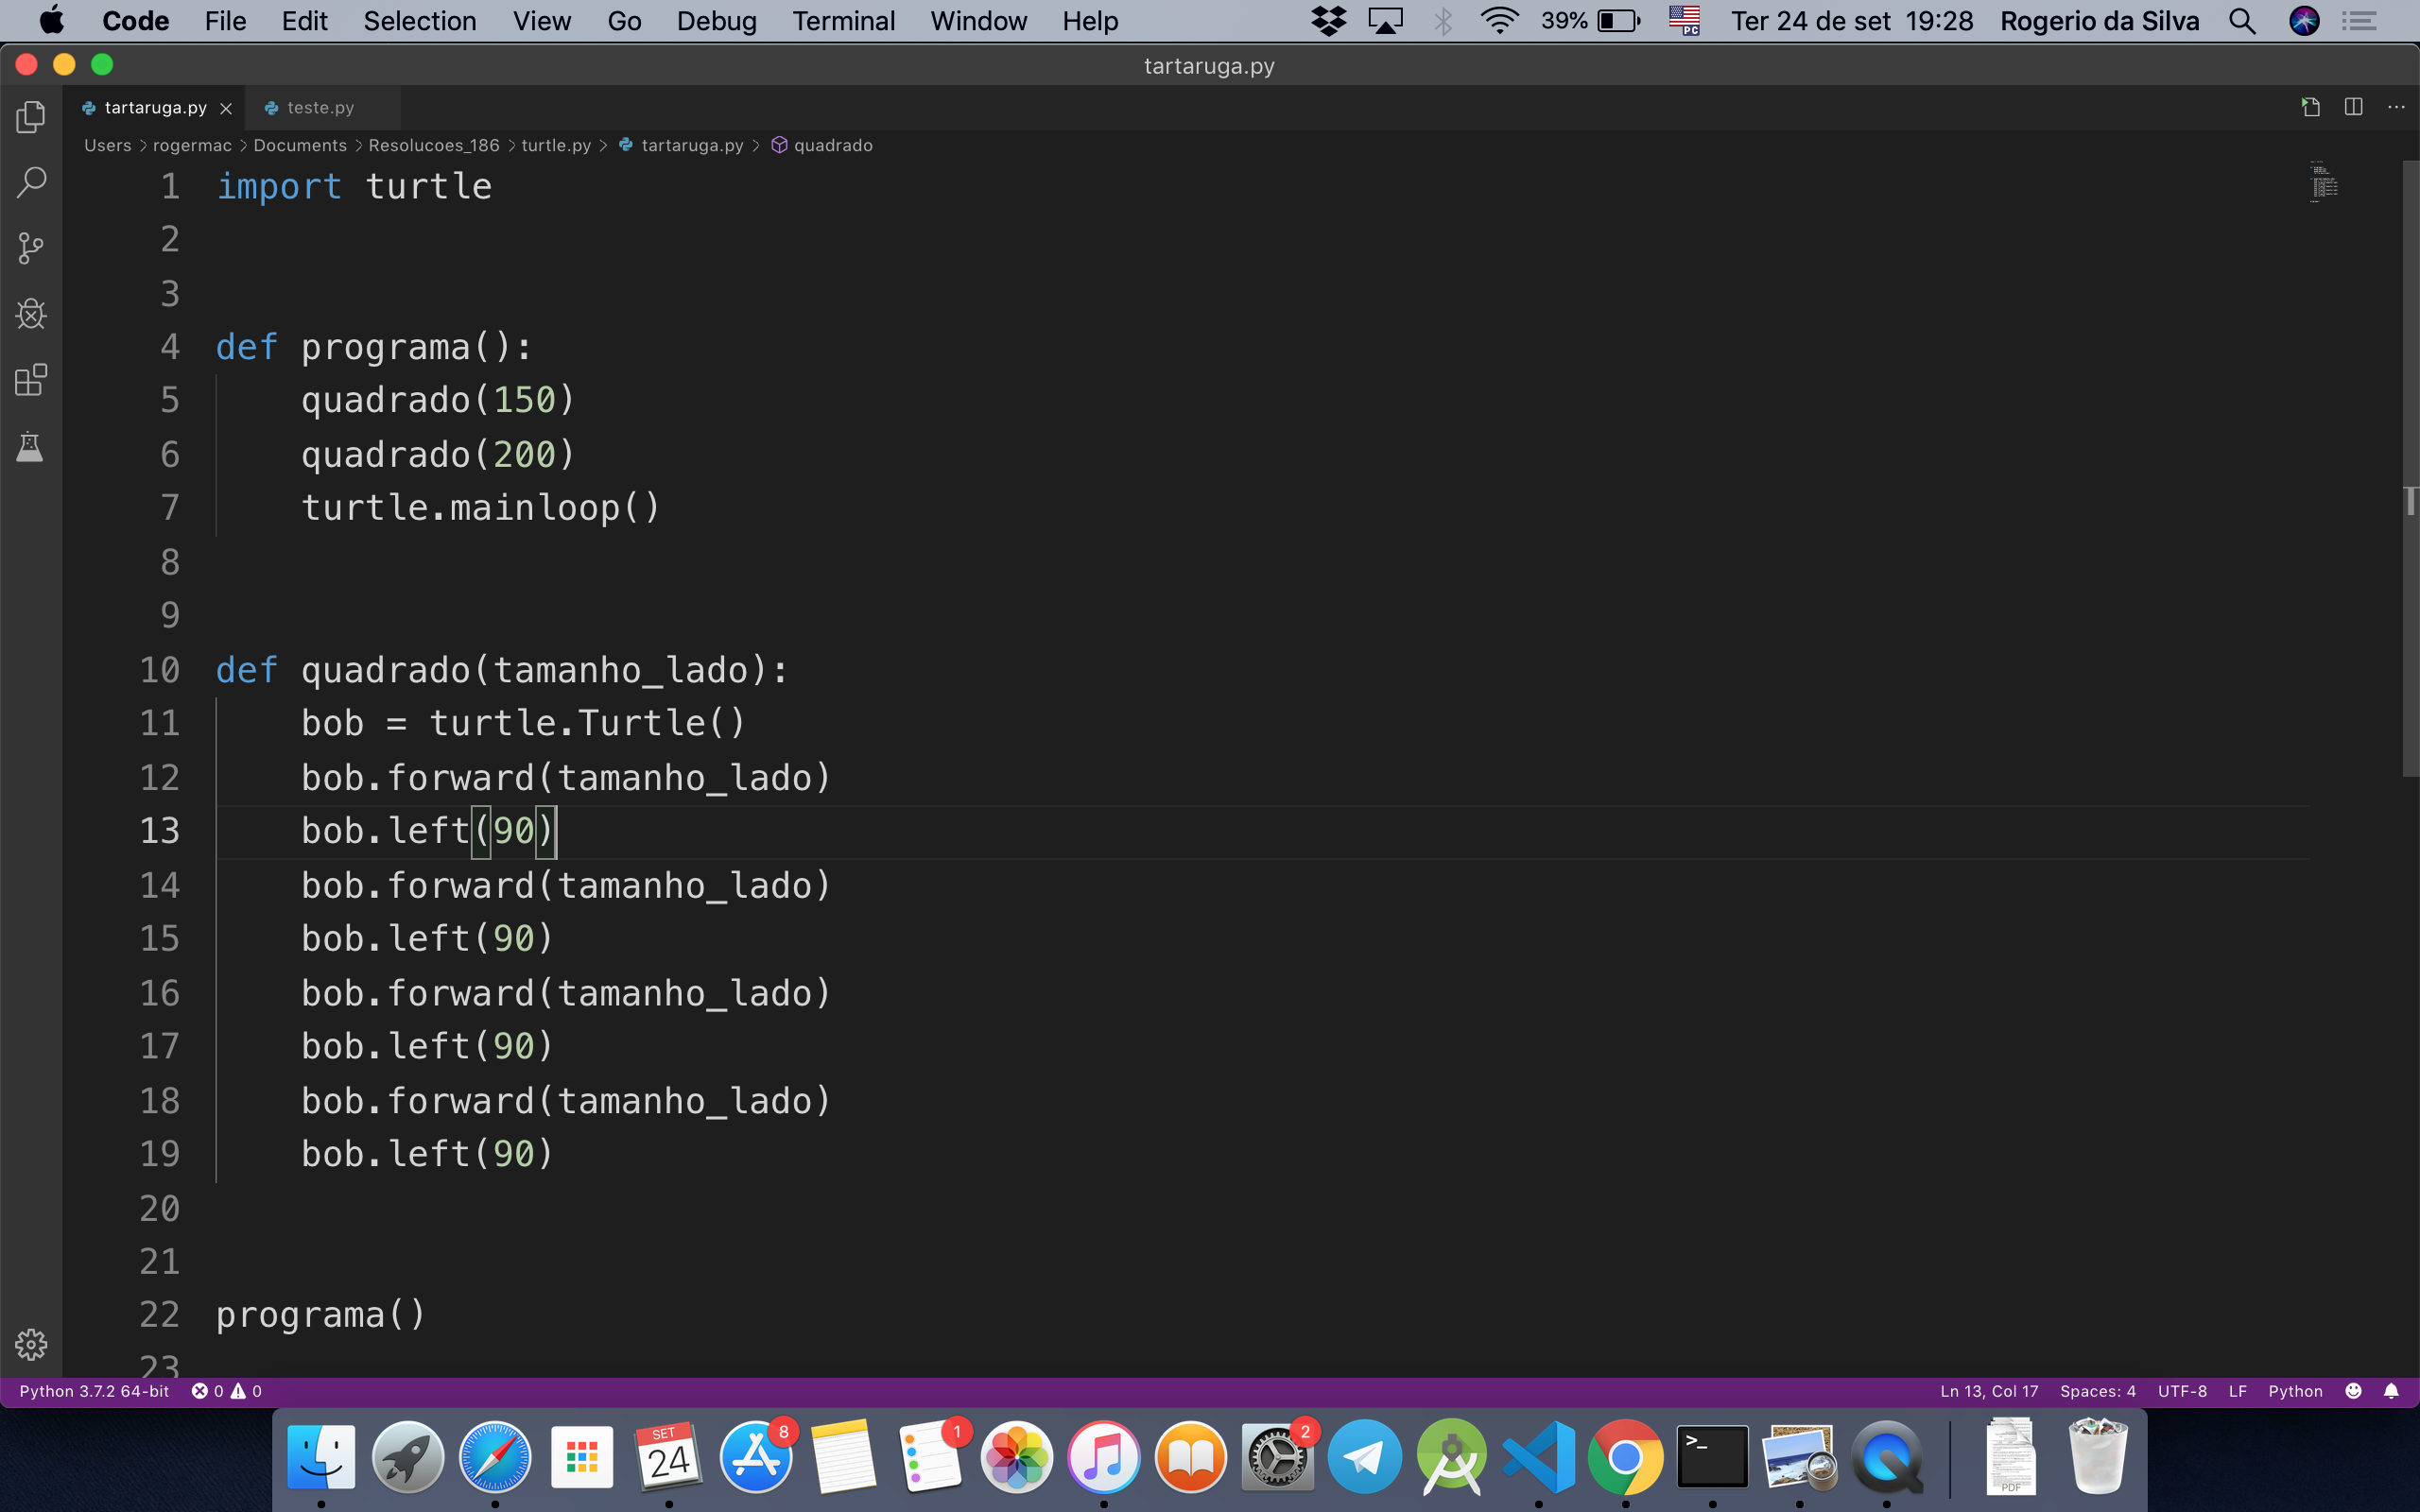 Code File Edit Selection View Go Debug Terminal Window Help 39% PC Ter 24 de set 19:28 Rogerio da Silva
tartaruga.py
tartaruga.py teste.py
Users > rogermac > Documents > Resolucoes_186 > turtle.py > tartaruga.py > quadrado
1 import turtle
2
3
4 def programa():
5     quadrado(150)
6     quadrado(200)
7     turtle.mainloop()
8
9
10 def quadrado(tamanho_lado):
11     bob = turtle.Turtle()
12     bob.forward(tamanho_lado)
13     bob.left(90)
14     bob.forward(tamanho_lado)
15     bob.left(90)
16     bob.forward(tamanho_lado)
17     bob.left(90)
18     bob.forward(tamanho_lado)
19     bob.left(90)
20
21
22 programa()
23
Python 3.7.2 64-bit 0 0 Ln 13, Col 17 Spaces: 4 UTF-8 LF Python
SET
24
8
1
2
>_
PDF